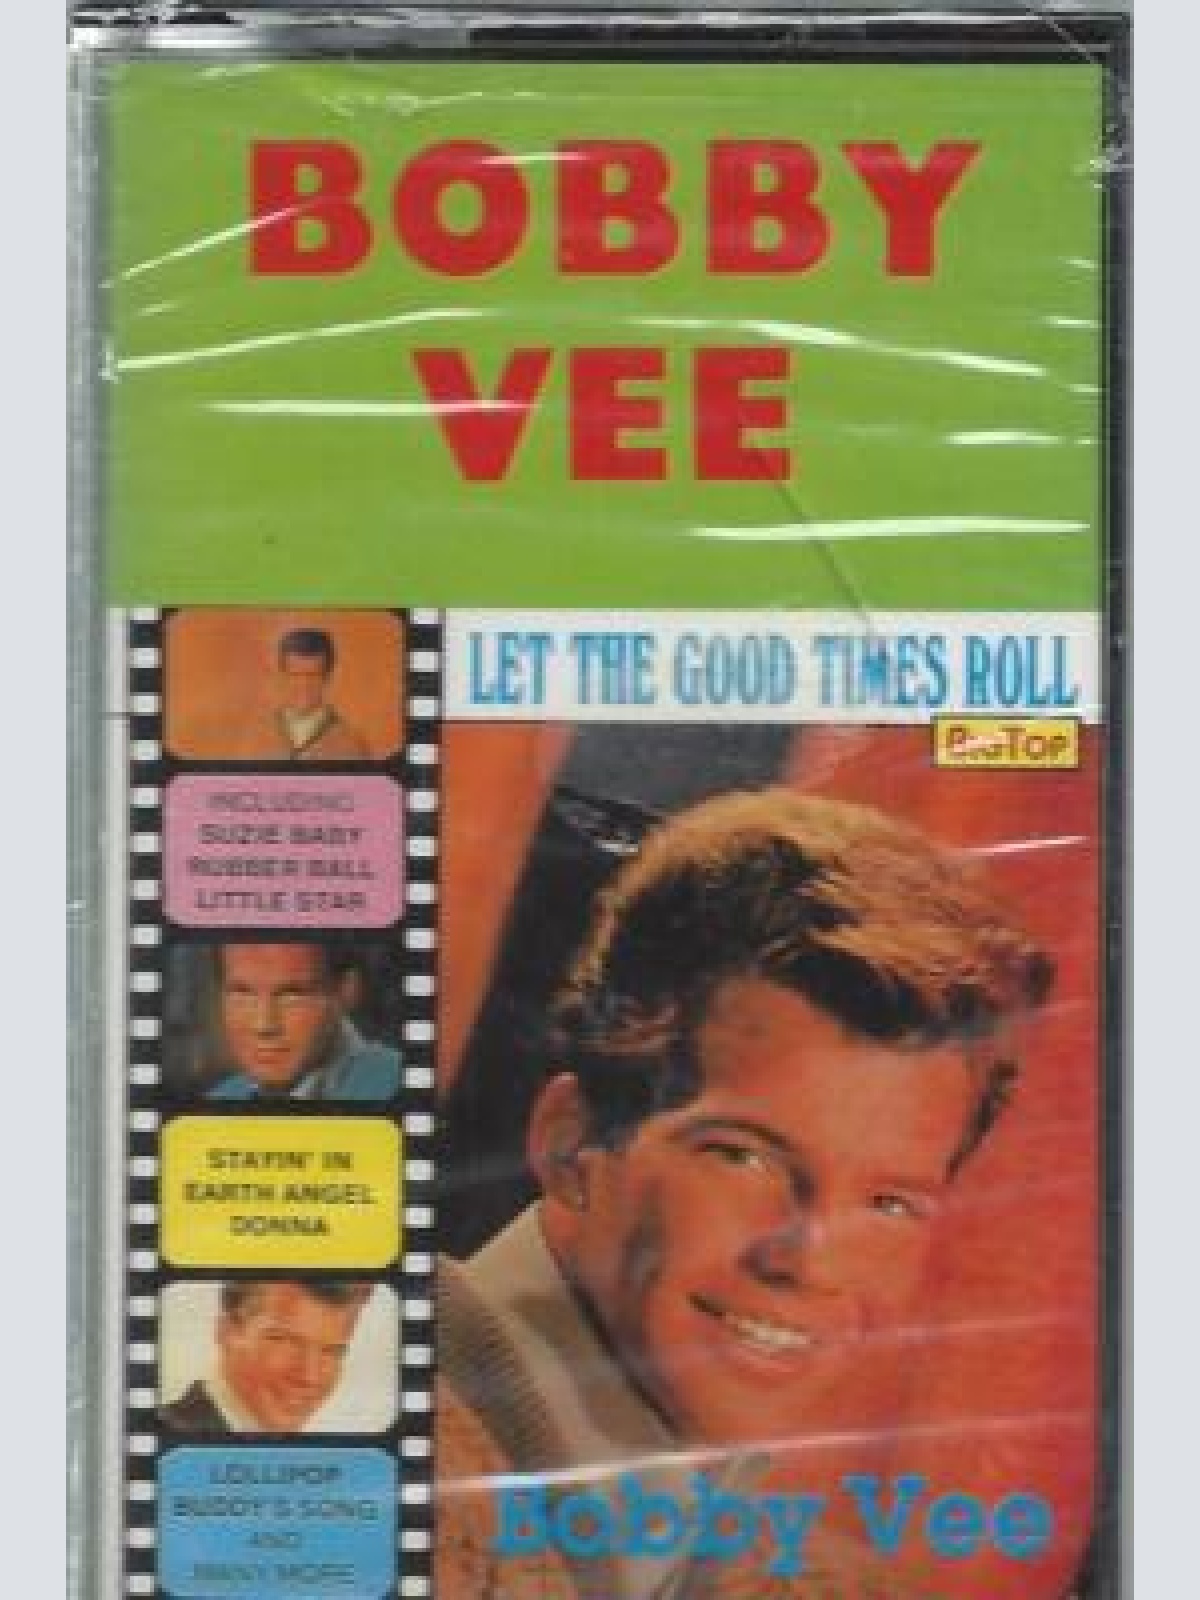 BOBBY
VEE
LET THE GOOD TIMES ROLL
BIGTOP
INCLUDING
SUZIE BABY
RUBBER BALL
LITTLE STAR
STAYIN' IN
EARTH ANGEL
DONNA
LOLLIPOP
BUDDY'S SONG
AND
MANY MORE
Bobby Vee